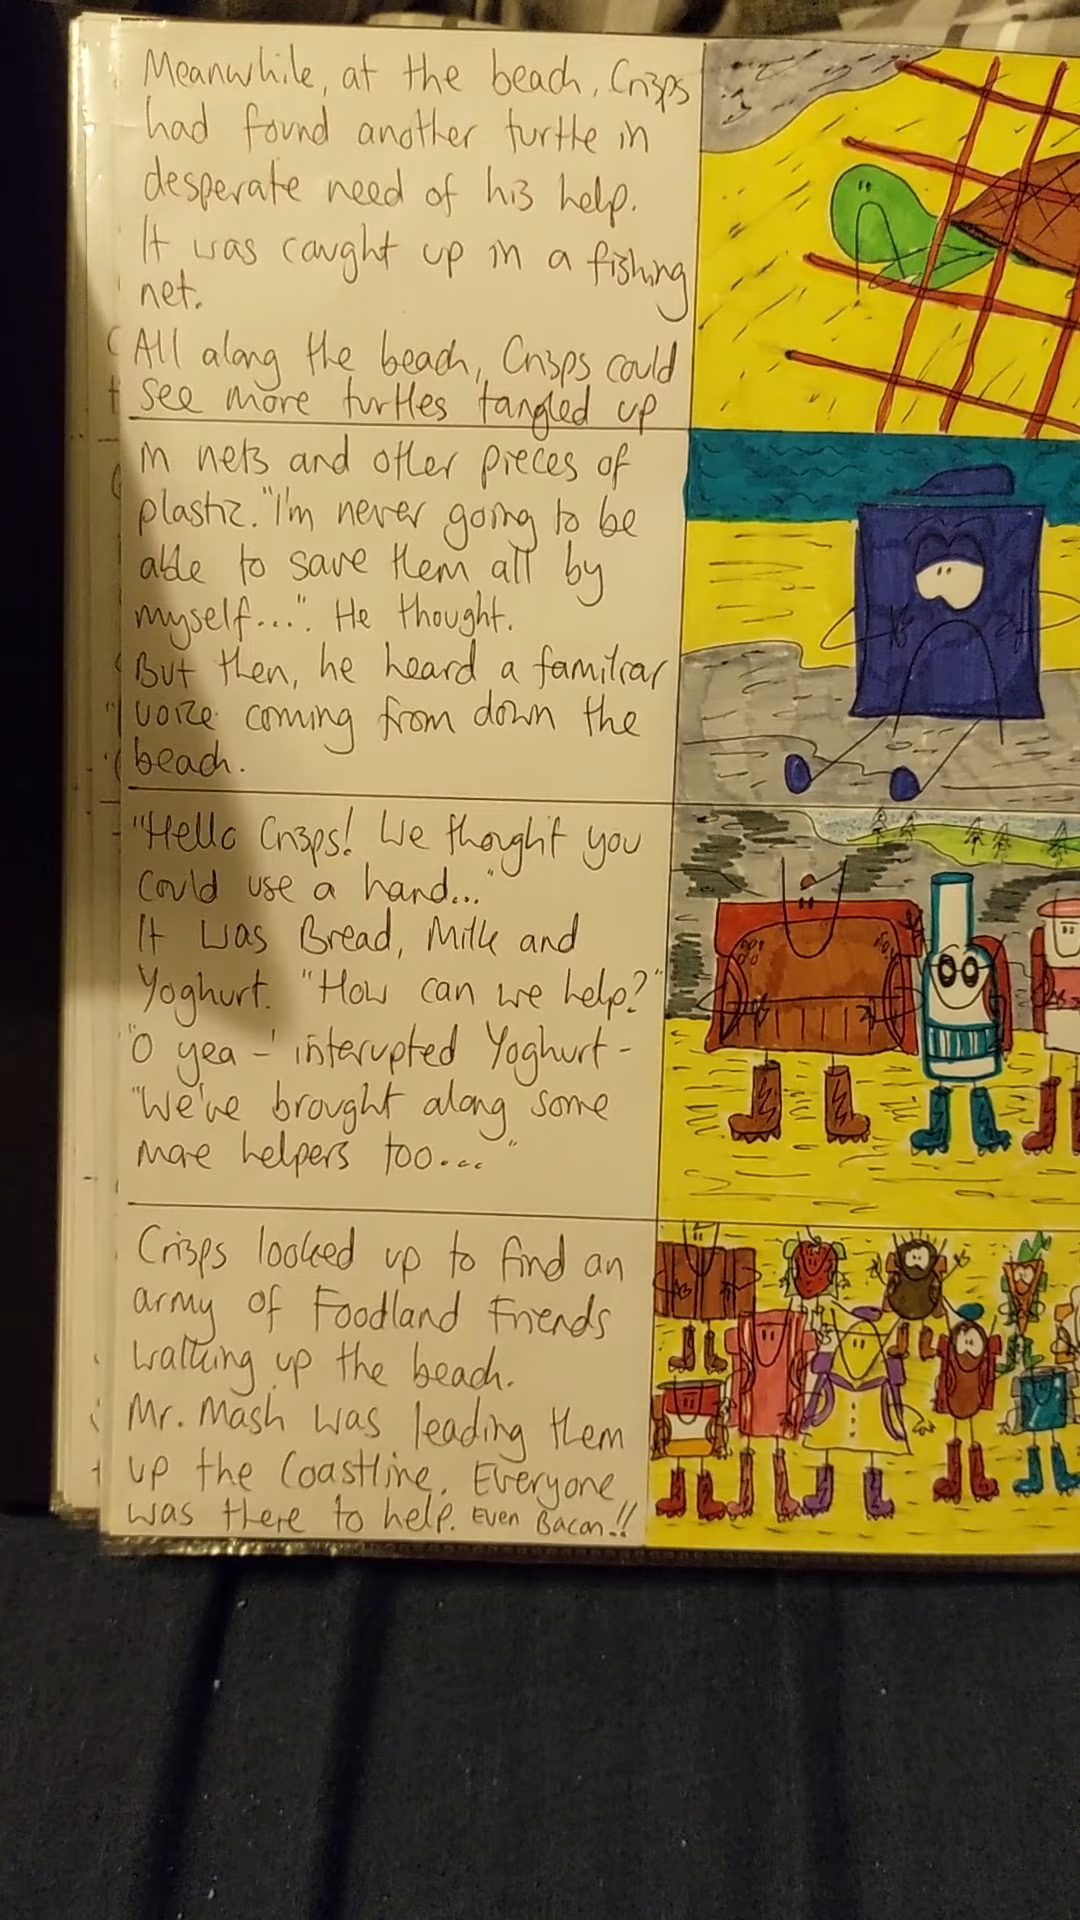 Meanwhile, at the beach, Crisps
had found another turtle in
desperate need of his help.
It was caught up in a fishing
net.
All along the beach, Crisps could
see more turtles tangled up
in nets and other pieces of
plastic. "I'm never going to be
able to save them all by
myself...". He thought.
But then, he heard a familiar
voice coming from down the
beach.
"Hello Crisps! We thought you
could use a hand..."
It was Bread, Milk and
Yoghurt. "How can we help?"
"O yea -' interupted Yoghurt -
"We've brought along some
more helpers too..."
Crisps looked up to find an
army of Foodland Friends
walking up the beach.
Mr. Mash was leading them
up the Coastline. Everyone
was there to help. Even Bacon!!